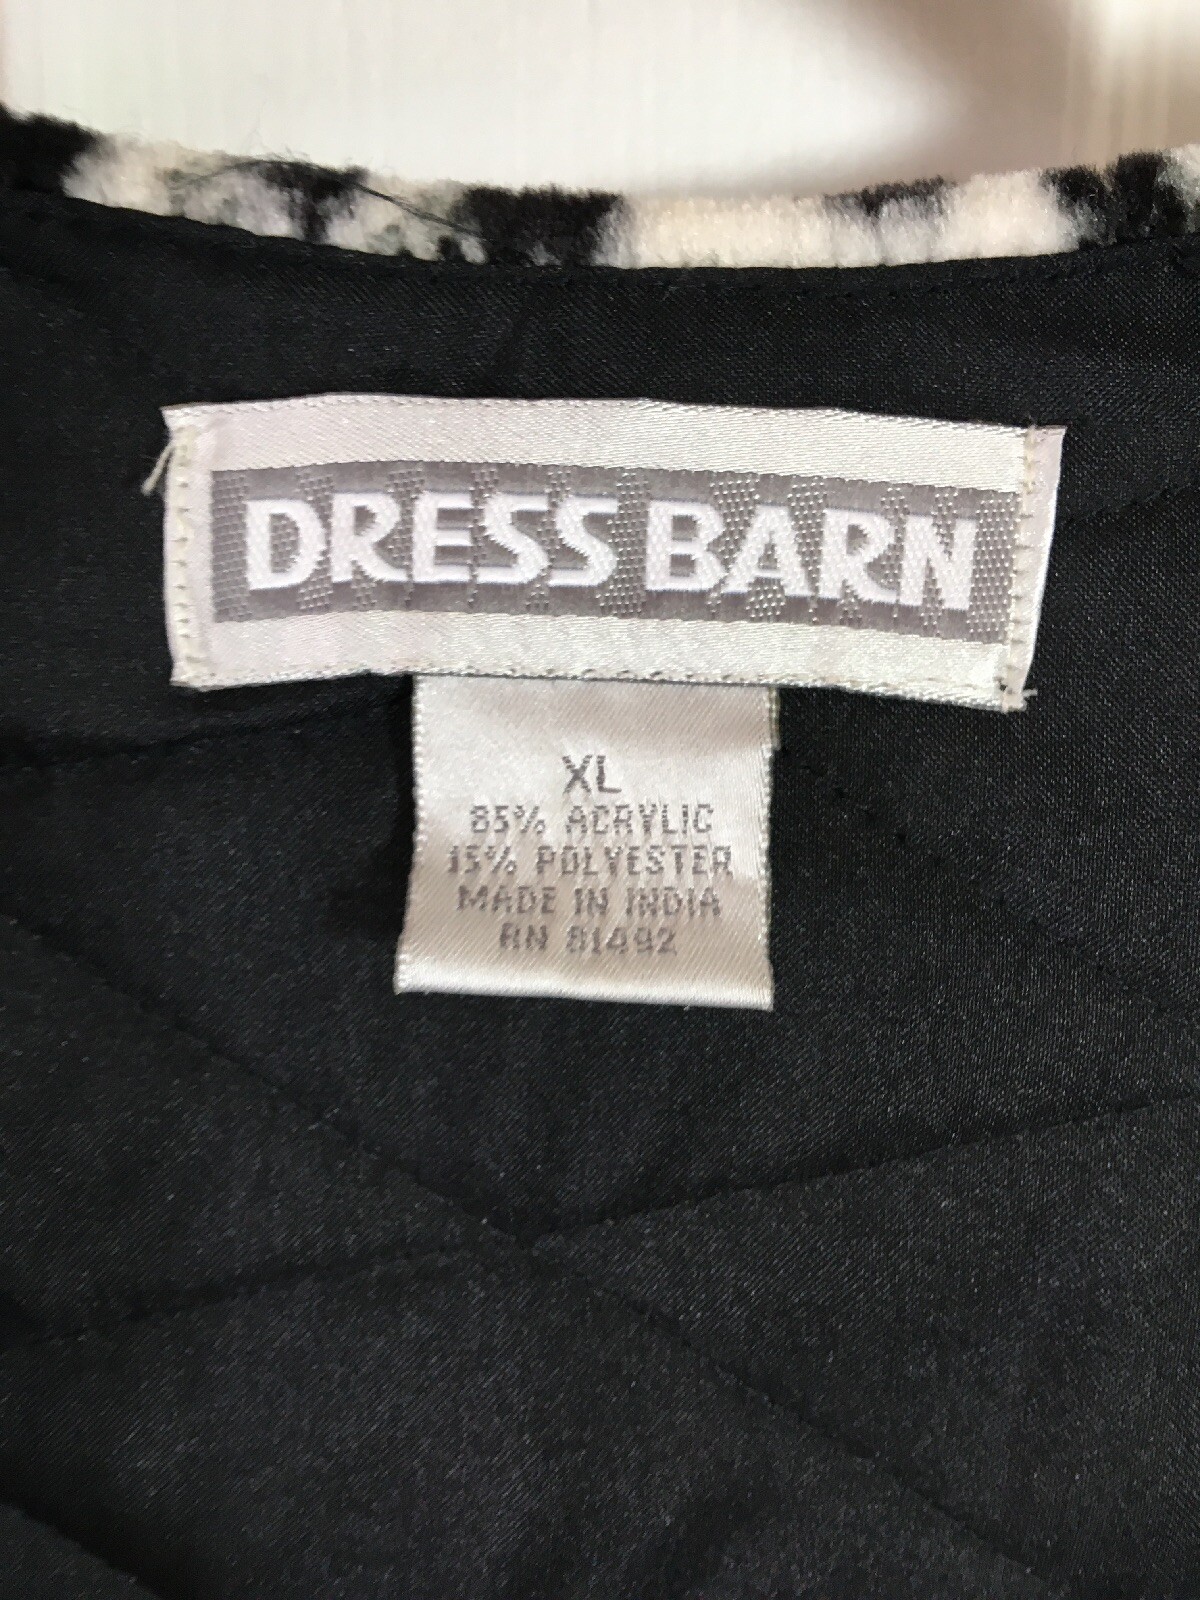 DRESS BARN
XL
85% ACRYLIC
15% POLYESTER
MADE IN INDIA
RN 81492